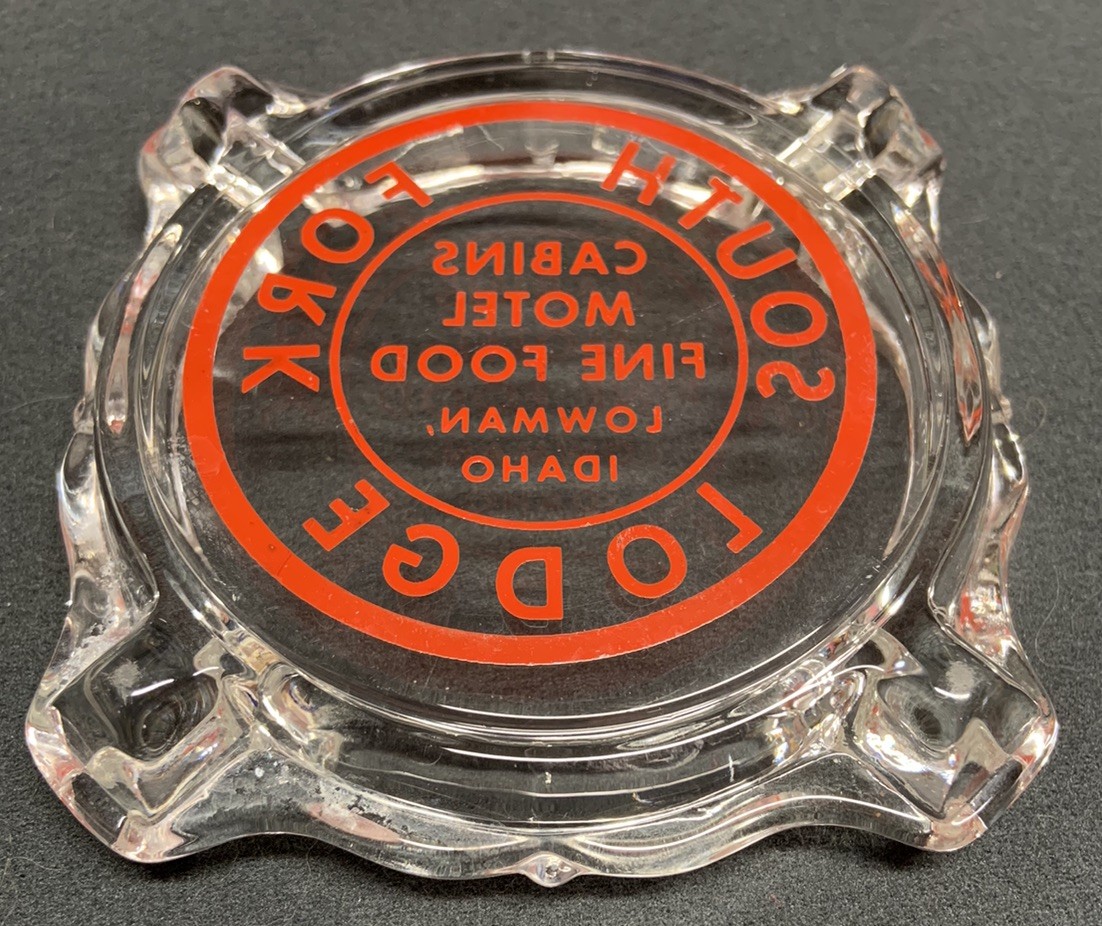 SOUTH FORK
CABINS
MOTEL
FINE FOOD
LOWMAN,
IDAHO
LODGE